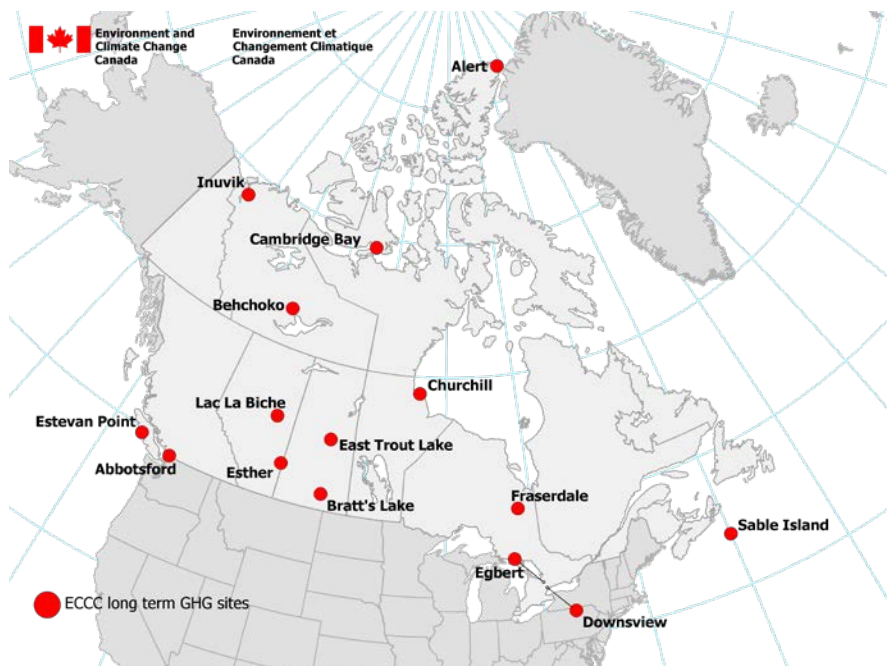 Environment and
Climate Change
Canada
Environnement et
Changement Climatique
Canada
Alert
Inuvik
Cambridge Bay
Behchoko
Churchill
Lac La Biche
Estevan Point
East Trout Lake
Abbotsford
Esther
Bratt's Lake
Fraserdale
Sable Island
Egbert
ECCC long term GHG sites
Downsview